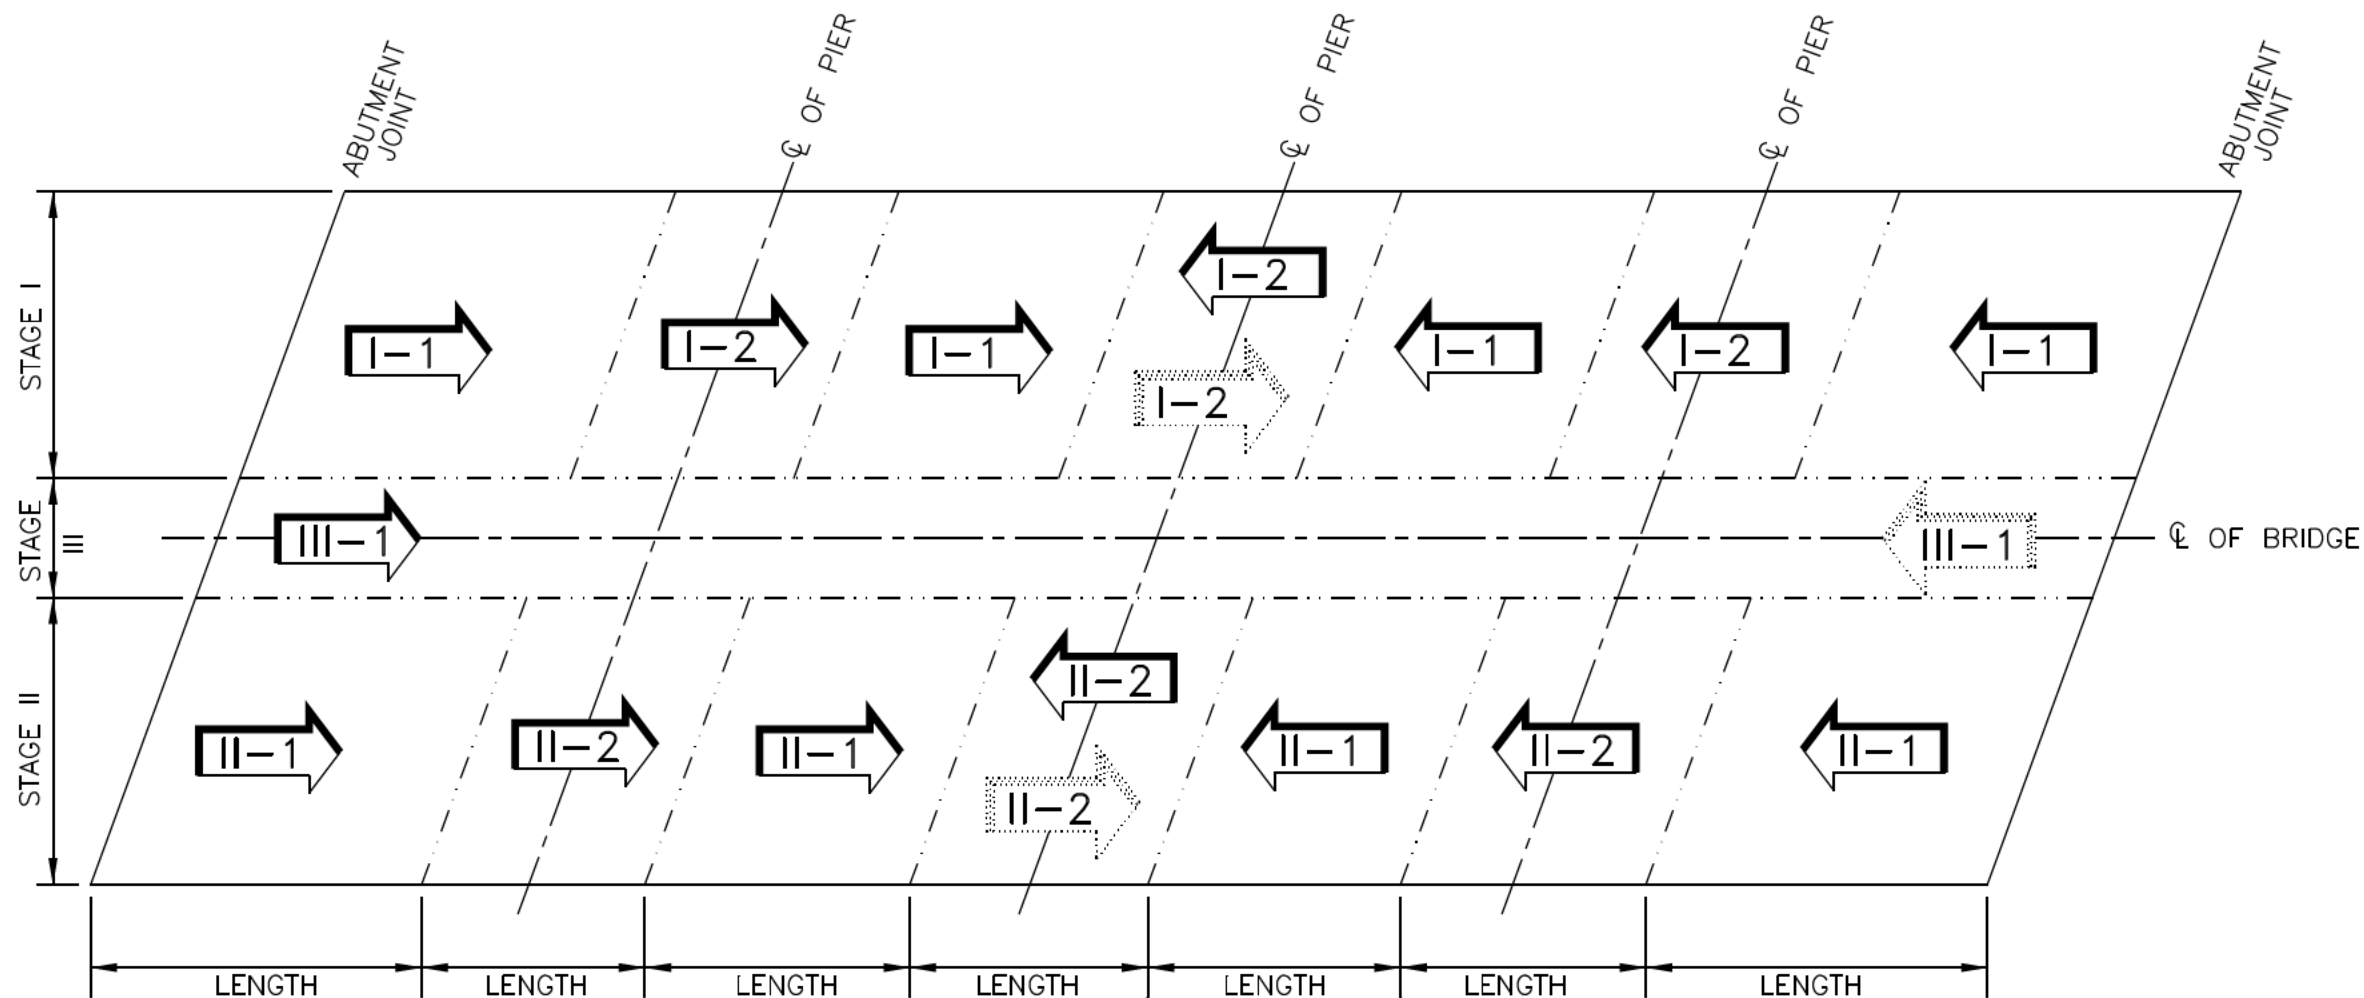 ABUTMENT
JOINT
℄ OF PIER
℄ OF PIER
℄ OF PIER
ABUTMENT
JOINT
STAGE I
I-2
I-1
I-2
I-1
I-1
I-2
I-1
I-2
STAGE
III
III-1
III-1
℄ OF BRIDGE
STAGE II
II-2
II-1
II-2
II-1
II-1
II-2
II-1
II-2
LENGTH
LENGTH
LENGTH
LENGTH
LENGTH
LENGTH
LENGTH